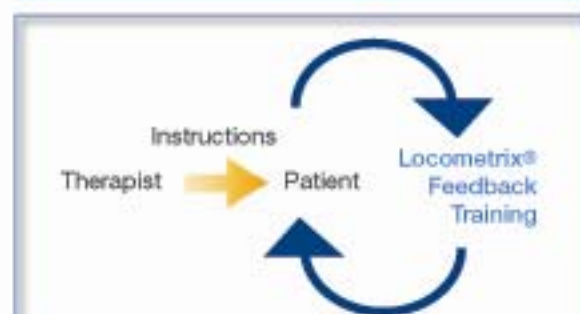 Instructions
Therapist
Patient
Locometrix®
Feedback
Training